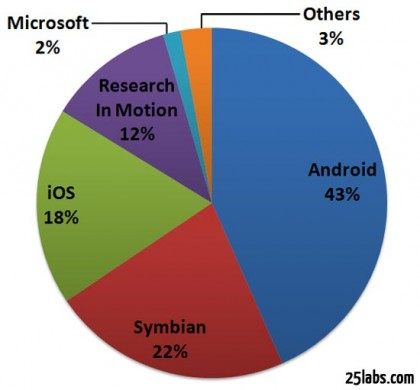 Microsoft
2%
Others
3%
Research
In Motion
12%
Android
43%
iOS
18%
Symbian
22%
25labs.com